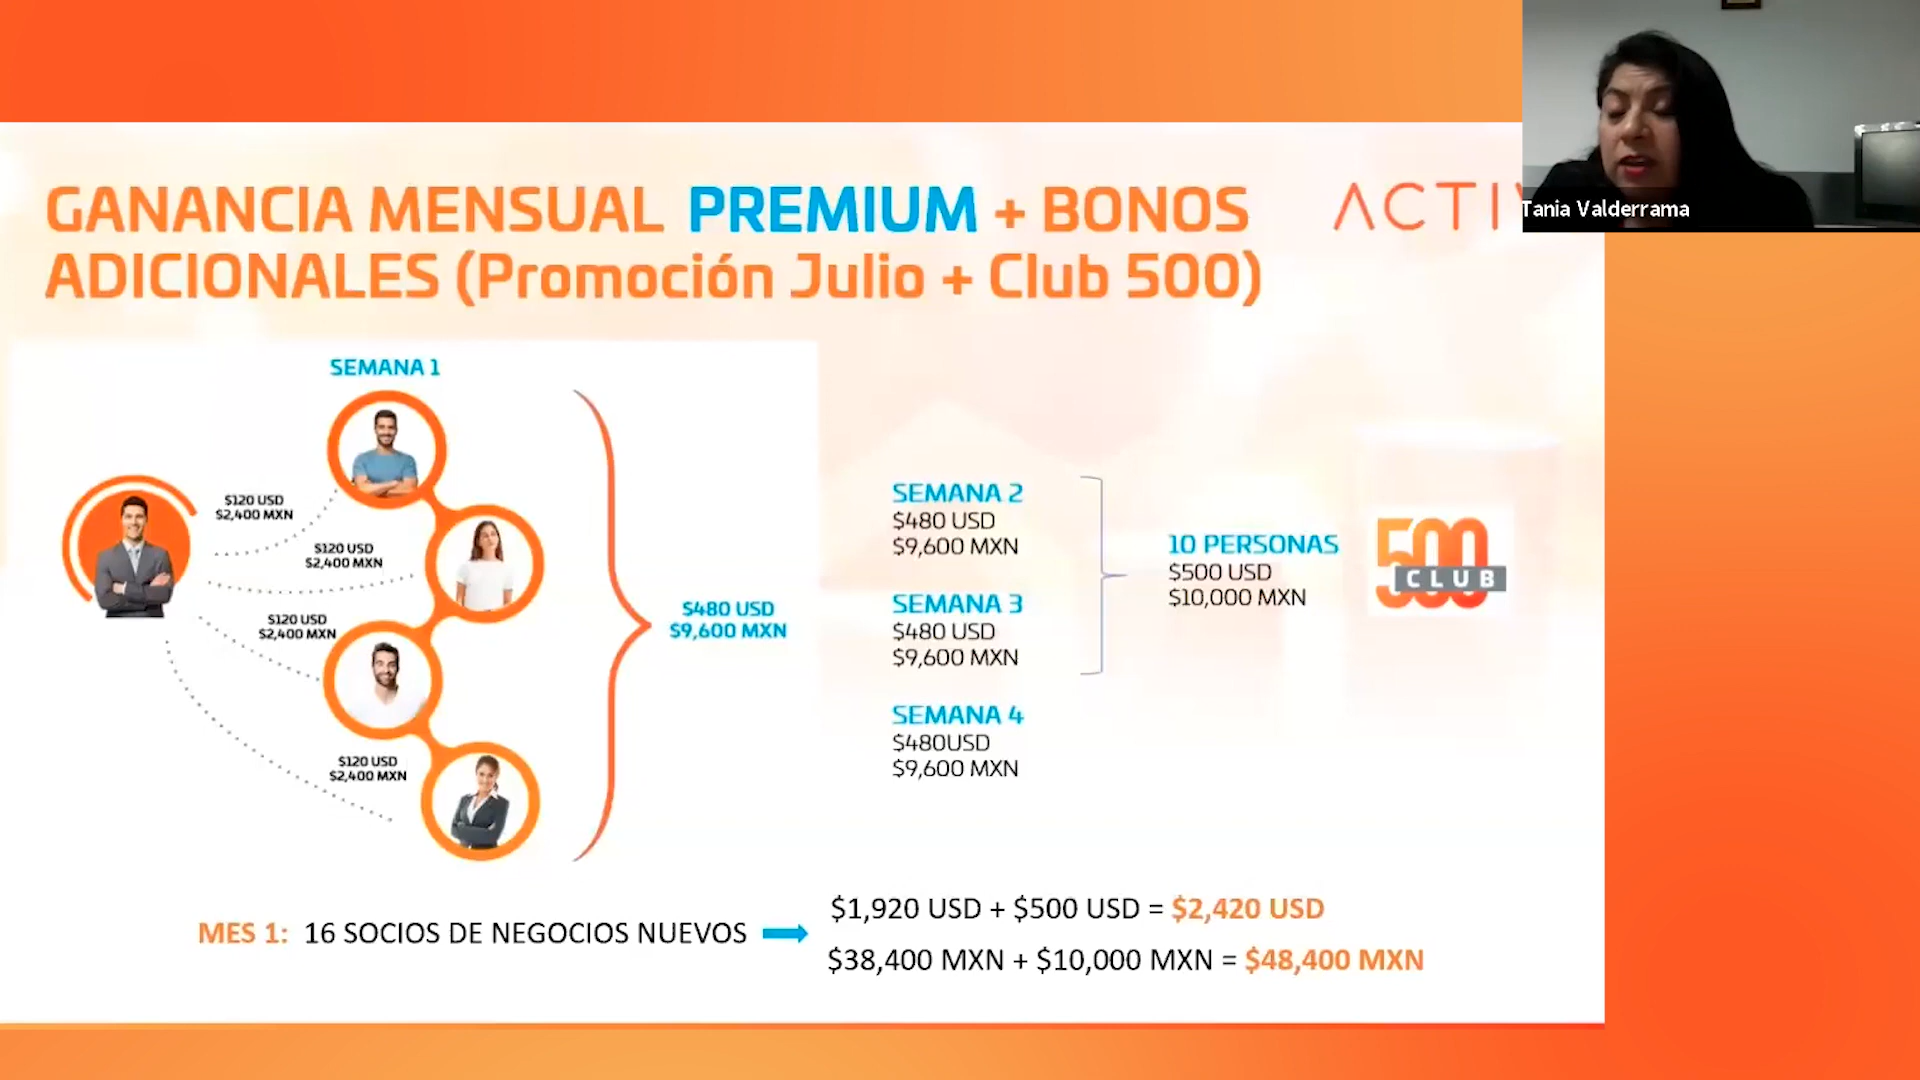 GANANCIA MENSUAL PREMIUM + BONOS
ADICIONALES (Promoción Julio + Club 500)
ACTI
Tania Valderrama
SEMANA 1
$120 USD
$2,400 MXN
$120 USD
$2,400 MXN
$120 USD
$2,400 MXN
$120 USD
$2,400 MXN
$480 USD
$9,600 MXN
SEMANA 2
$480 USD
$9,600 MXN
SEMANA 3
$480 USD
$9,600 MXN
SEMANA 4
$480USD
$9,600 MXN
10 PERSONAS
$500 USD
$10,000 MXN
500
CLUB
MES 1: 16 SOCIOS DE NEGOCIOS NUEVOS
$1,920 USD + $500 USD = $2,420 USD
$38,400 MXN + $10,000 MXN = $48,400 MXN